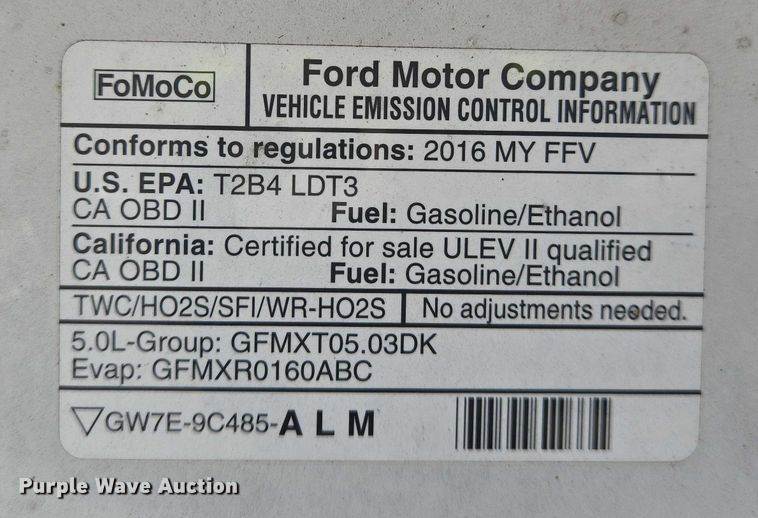 FoMoCo
Ford Motor Company
VEHICLE EMISSION CONTROL INFORMATION
Conforms to regulations: 2016 MY FFV
U.S. EPA: T2B4 LDT3
CA OBD II Fuel: Gasoline/Ethanol
California: Certified for sale ULEV II qualified
CA OBD II Fuel: Gasoline/Ethanol
TWC/HO2S/SFI/WR-HO2S No adjustments needed.
5.0L-Group: GFMXT05.03DK
Evap: GFMXR0160ABC
GW7E-9C485-A L M
Purple Wave Auction